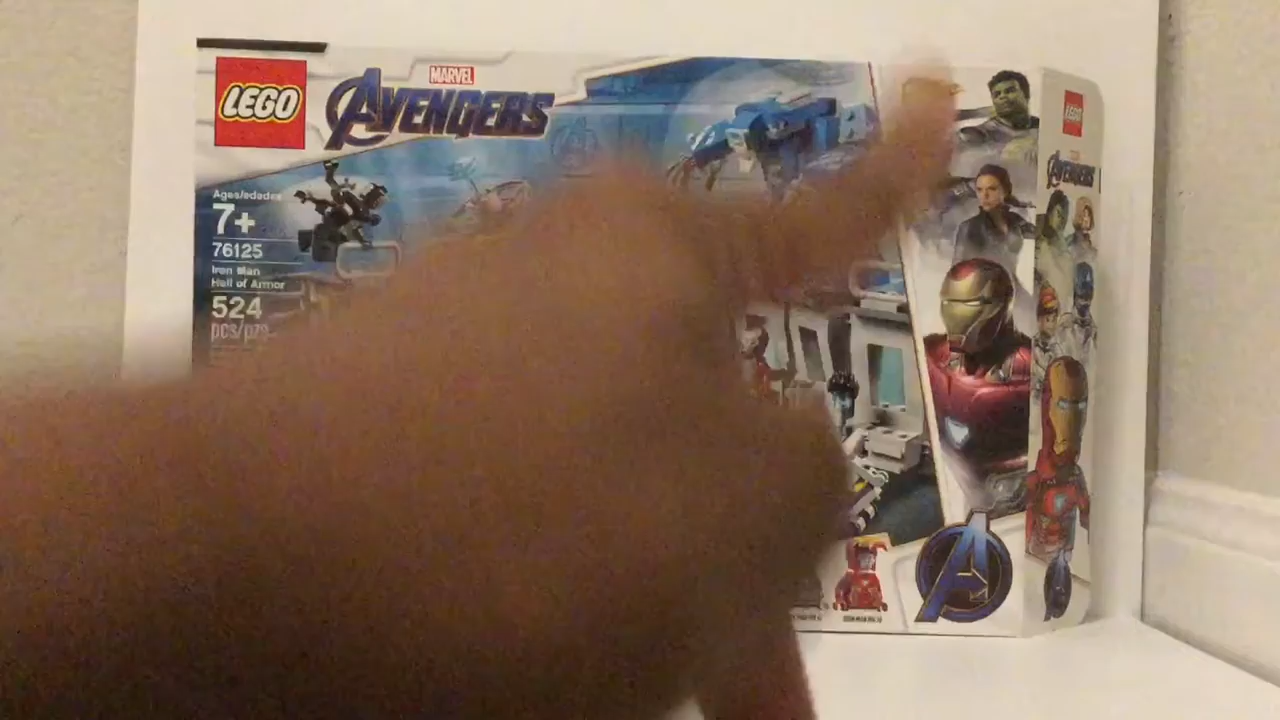 LEGO
MARVEL
AVENGERS
Ages/edades
7+
76125
Iron Man
Hall of Armor
524
pcs/pzs
LEGO
AVENGERS